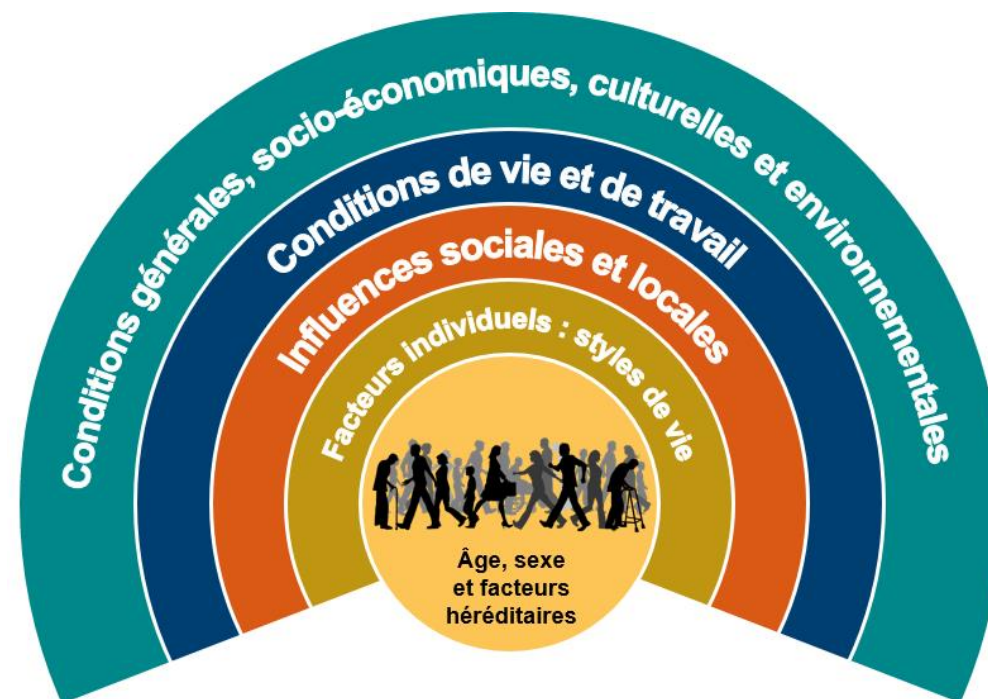 Conditions générales, socio-économiques, culturelles et environnementales
Conditions de vie et de travail
Influences sociales et locales
Facteurs individuels : styles de vie
Âge, sexe
et facteurs
héréditaires